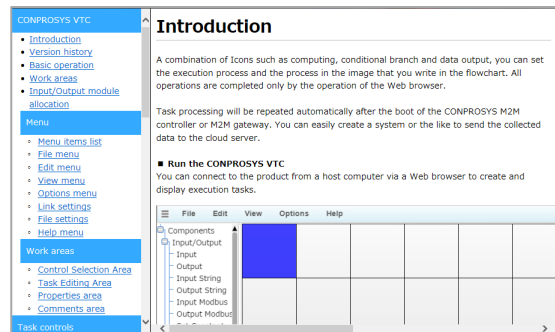 CONPROSYS VTC
Introduction
Version history
Basic operation
Work areas
Input/Output module
allocation
Menu
Menu items list
File menu
Edit menu
View menu
Options menu
Link settings
File settings
Help menu
Work areas
Control Selection Area
Task Editing Area
Properties area
Comments area
Task controls
Introduction
A combination of Icons such as computing, conditional branch and data output, you can set
the execution process and the process in the image that you write in the flowchart. All
operations are completed only by the operation of the Web browser.
Task processing will be repeated automatically after the boot of the CONPROSYS M2M
controller or M2M gateway. You can easily create a system or the like to send the collected
data to the cloud server.
■ Run the CONPROSYS VTC
You can connect to the product from a host computer via a Web browser to create and
display execution tasks.
File Edit View Options Help
Components
Input/Output
Input
Output
Input String
Output String
Input Modbus
Output Modbus